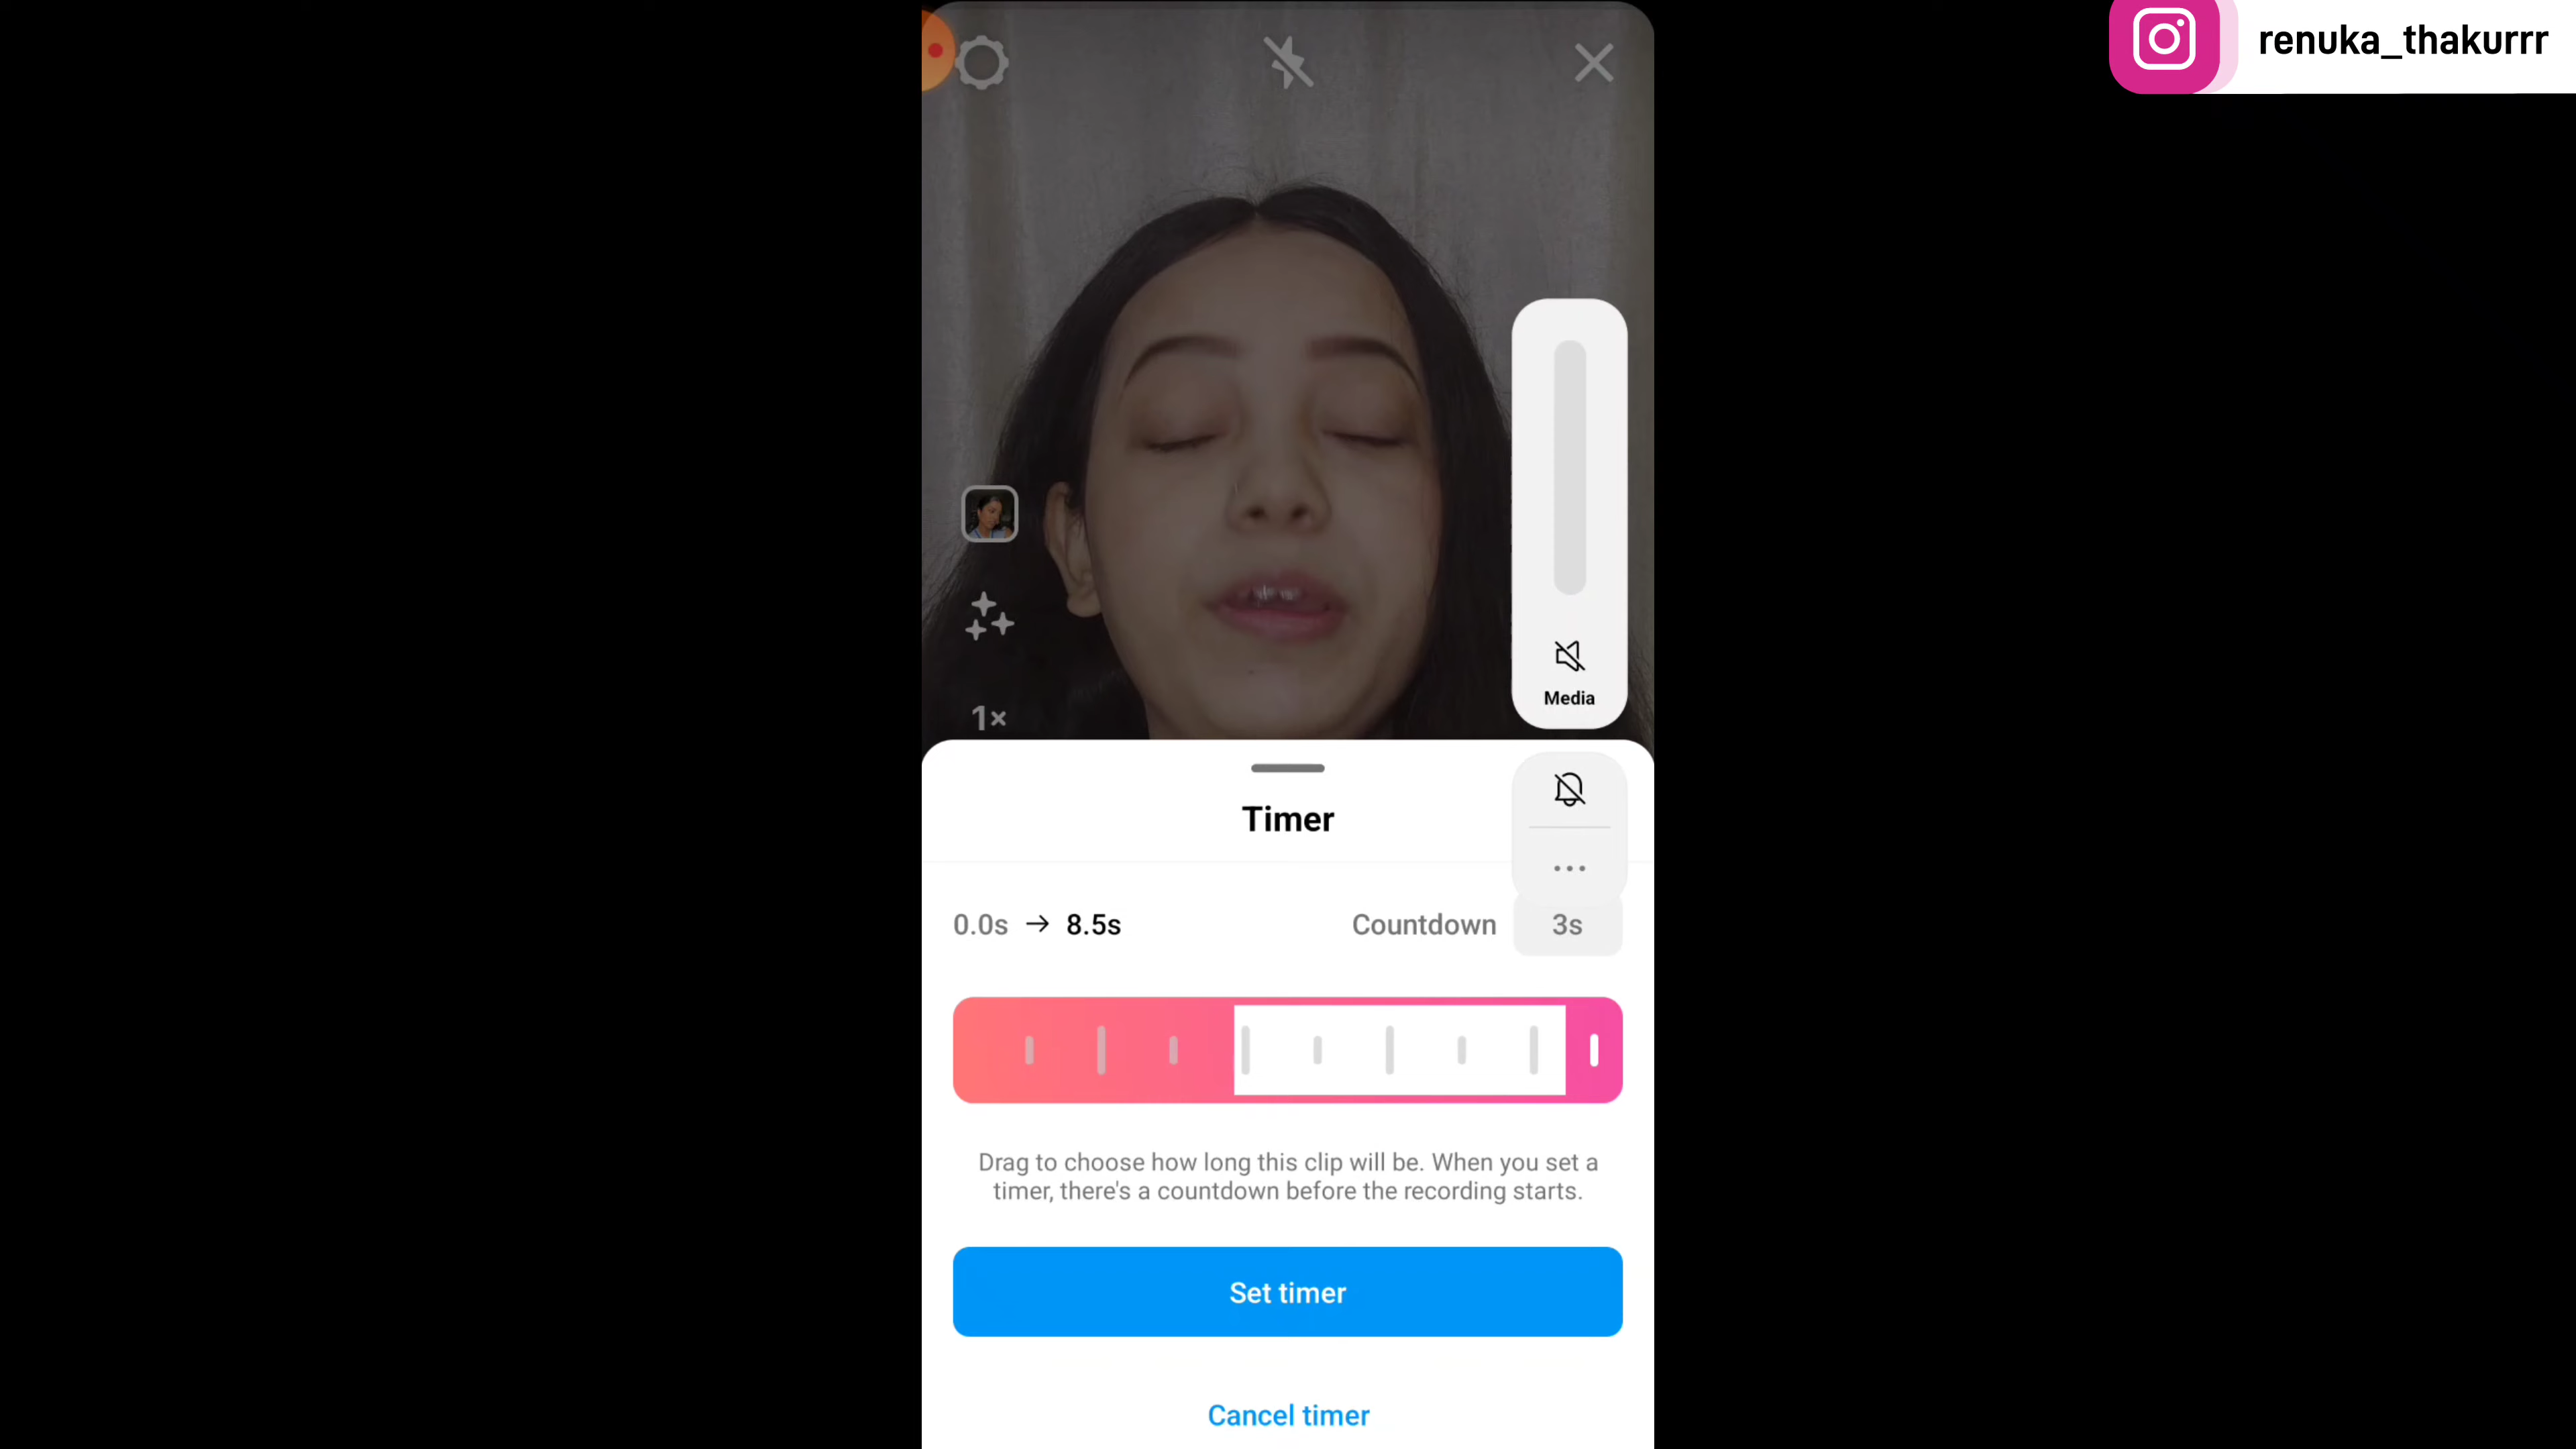 renuka_thakurrr
1×
Media
Timer
0.0s → 8.5s Countdown 3s
Drag to choose how long this clip will be. When you set a
timer, there's a countdown before the recording starts.
Set timer
Cancel timer